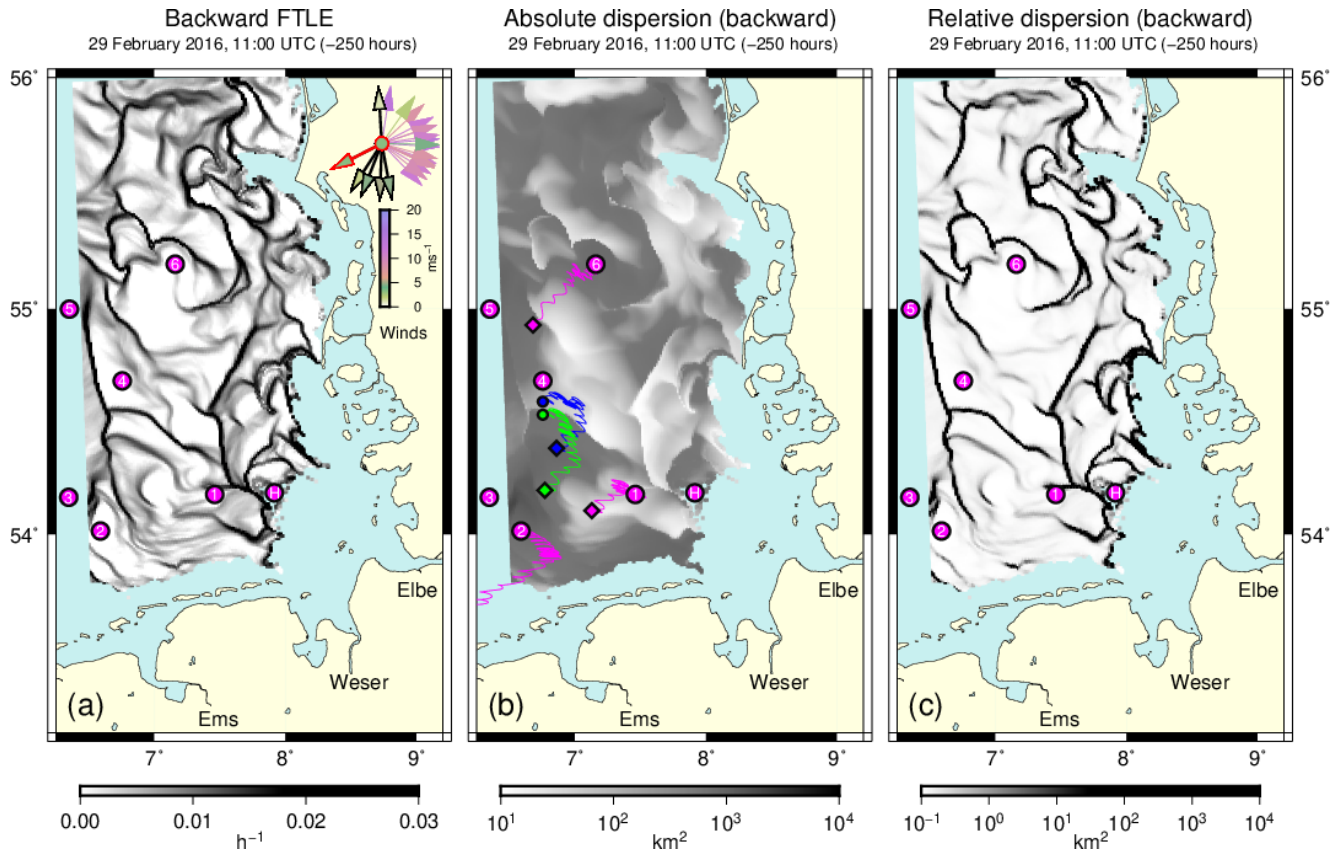 Backward FTLE
29 February 2016, 11:00 UTC (−250 hours)
Absolute dispersion (backward)
29 February 2016, 11:00 UTC (−250 hours)
Relative dispersion (backward)
29 February 2016, 11:00 UTC (−250 hours)
56°
55°
54°
20
15
10
5
0
ms−1
Winds
6
5
4
3
2
1
H
Elbe
Weser
Ems
(a)
7°
8°
9°
6
5
4
3
2
1
H
Elbe
Weser
Ems
(b)
7°
8°
9°
6
5
4
3
2
1
H
Elbe
Weser
Ems
(c)
56°
55°
54°
7°
8°
9°
0.00 0.01 0.02 0.03
h−1
101 102 103 104
km2
10−1 100 101 102 103 104
km2